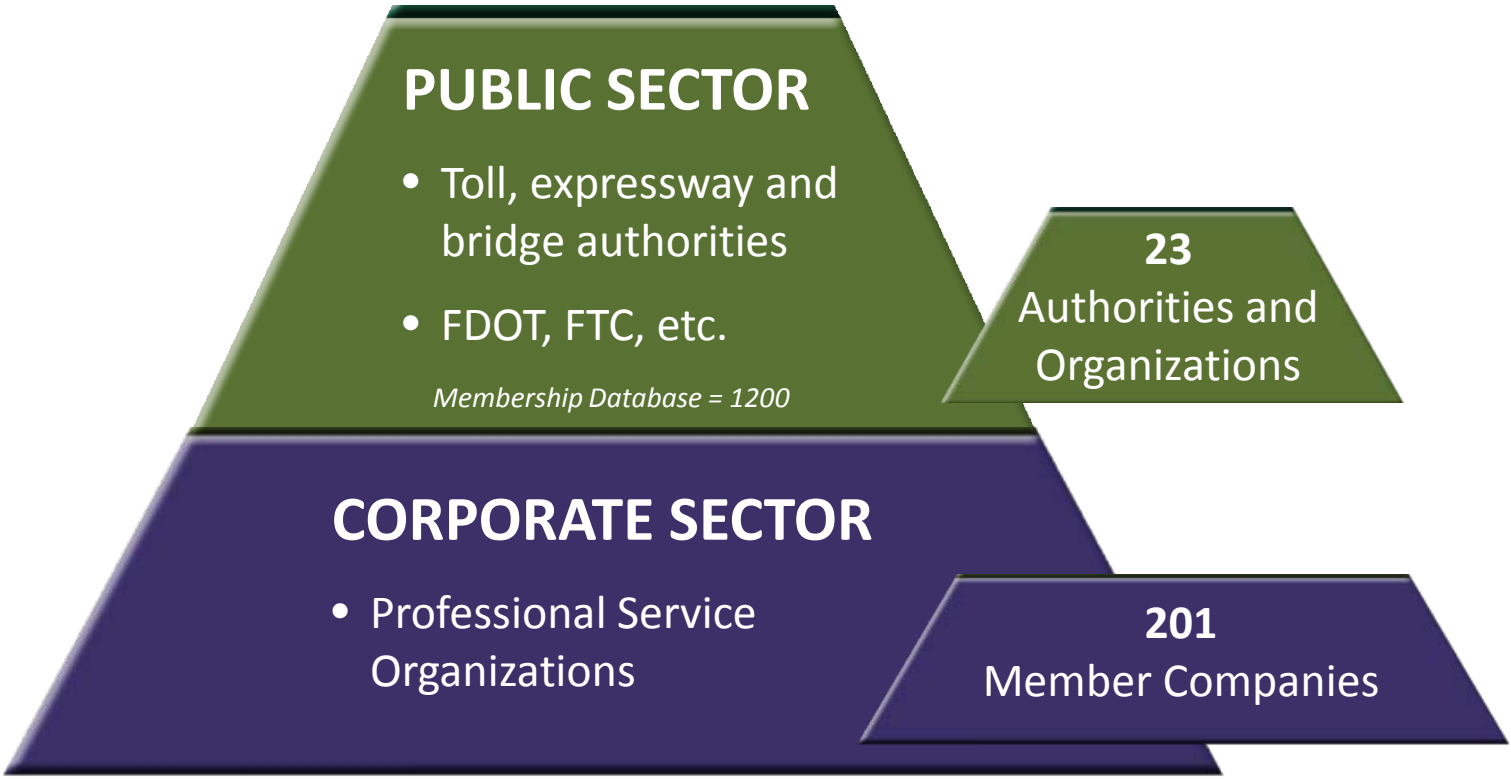 PUBLIC SECTOR
• Toll, expressway and
bridge authorities
• FDOT, FTC, etc.
Membership Database = 1200
23
Authorities and
Organizations
CORPORATE SECTOR
• Professional Service
Organizations
201
Member Companies